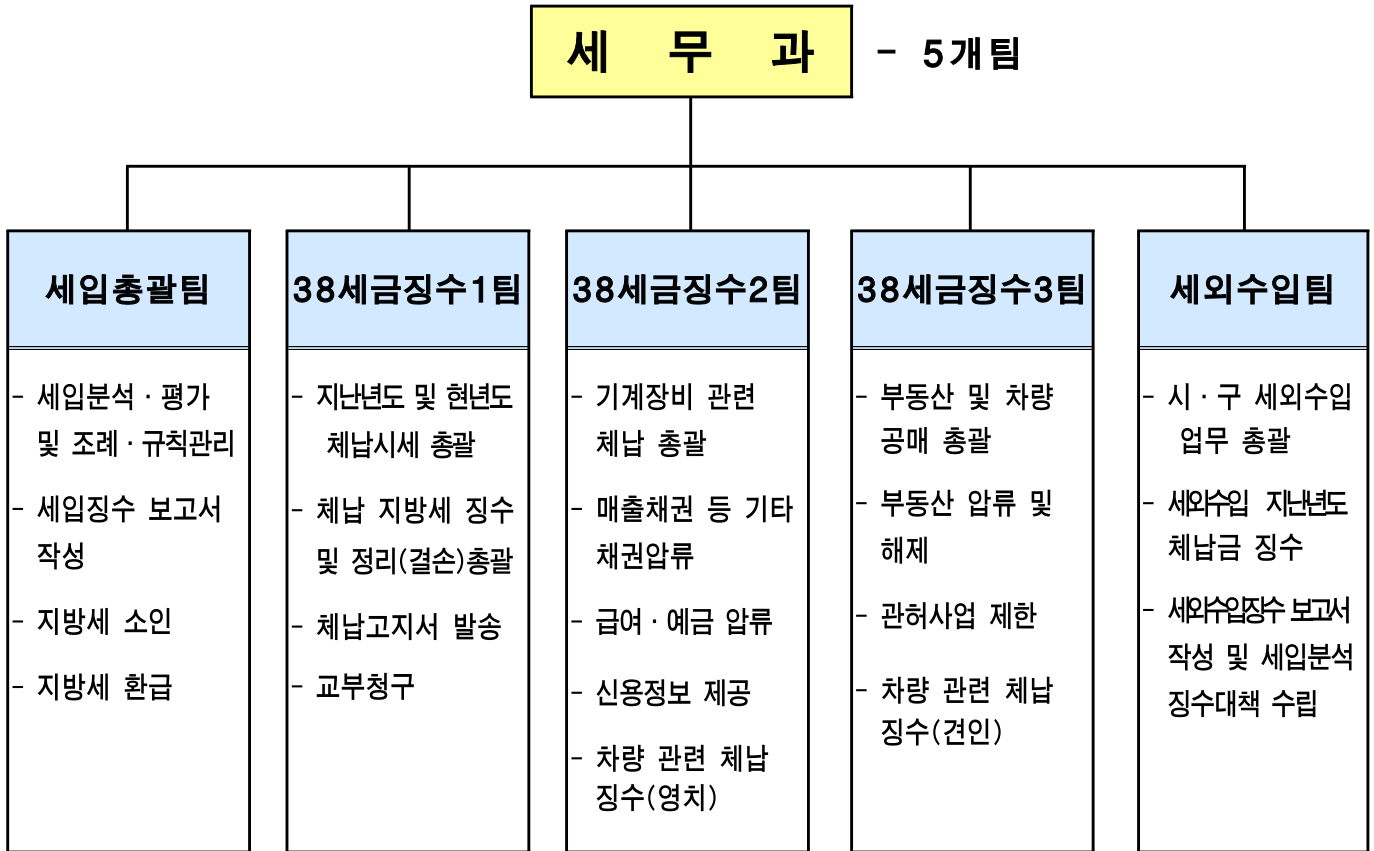 세 무 과 - 5개팀
세입총괄팀
- 세입분석·평가
및 조례·규칙관리
- 세입징수 보고서
작성
- 지방세 소인
- 지방세 환급
38세금징수1팀
- 지난년도 및 현년도
체납시세 총괄
- 체납 지방세 징수
및 정리(결손)총괄
- 체납고지서 발송
- 교부청구
38세금징수2팀
- 기계장비 관련
체납 총괄
- 매출채권 등 기타
채권압류
- 급여·예금 압류
- 신용정보 제공
- 차량 관련 체납
징수(영치)
38세금징수3팀
- 부동산 및 차량
공매 총괄
- 부동산 압류 및
해제
- 관허사업 제한
- 차량 관련 체납
징수(견인)
세외수입팀
- 시·구 세외수입
업무 총괄
- 세외수입 지난년도
체납금 징수
- 세외수입징수 보고서
작성 및 세입분석
징수대책 수립